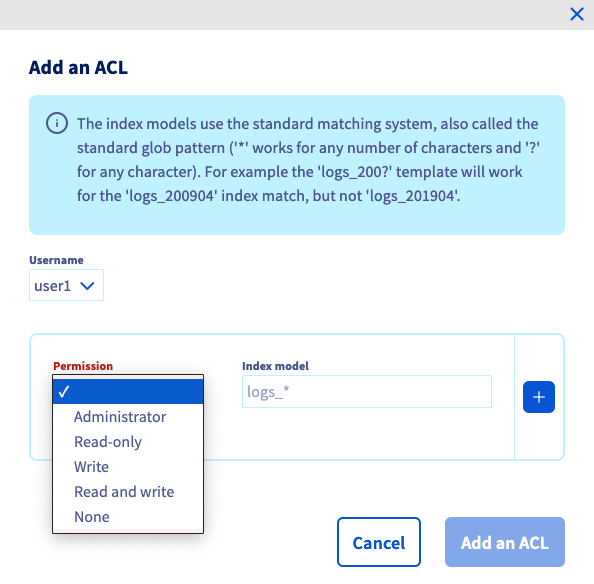 Add an ACL
The index models use the standard matching system, also called the
standard glob pattern ('*' works for any number of characters and '?'
for any character). For example the 'logs_200?' template will work
for the 'logs_200904' index match, but not 'logs_201904'.
Username
user1
Permission
Index model
✓
logs_*
Administrator
Read-only
Write
Read and write
None
Cancel
Add an ACL